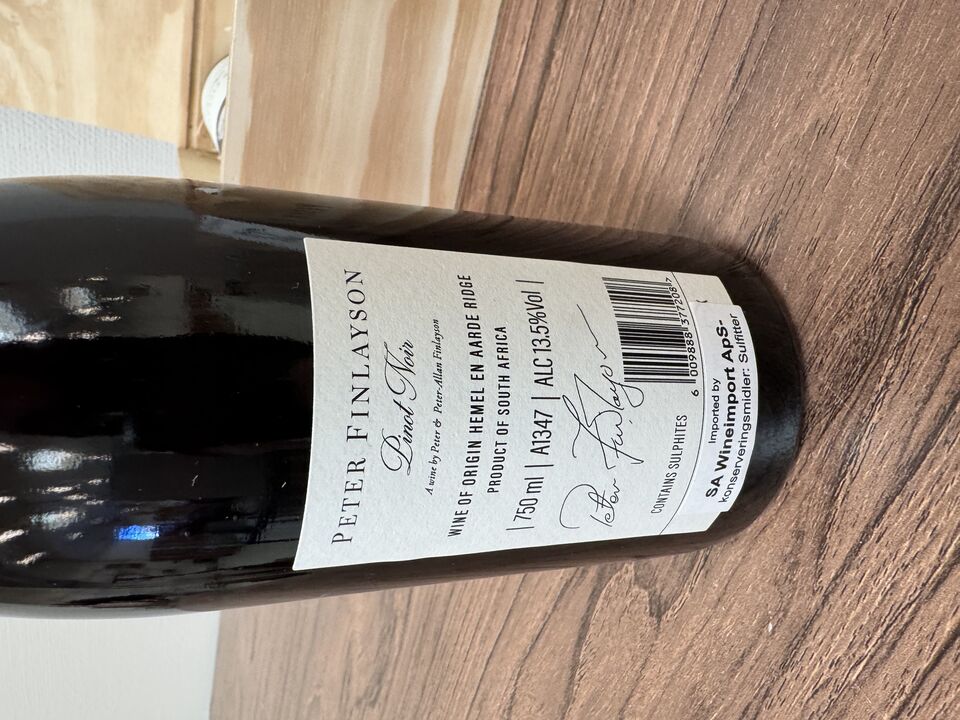 PETER FINLAYSON
Pinot Noir
A wine by Peter & Peter-Allan Finlayson
WINE OF ORIGIN HEMEL EN AARDE RIDGE
PRODUCT OF SOUTH AFRICA
| 750 ml | A1347 | ALC 13.5%Vol |
Peter Finlayson
CONTAINS SULPHITES
6 009888 377208
Imported by
SA Wineimport ApS-
konserveringsmidler: Sulfitter